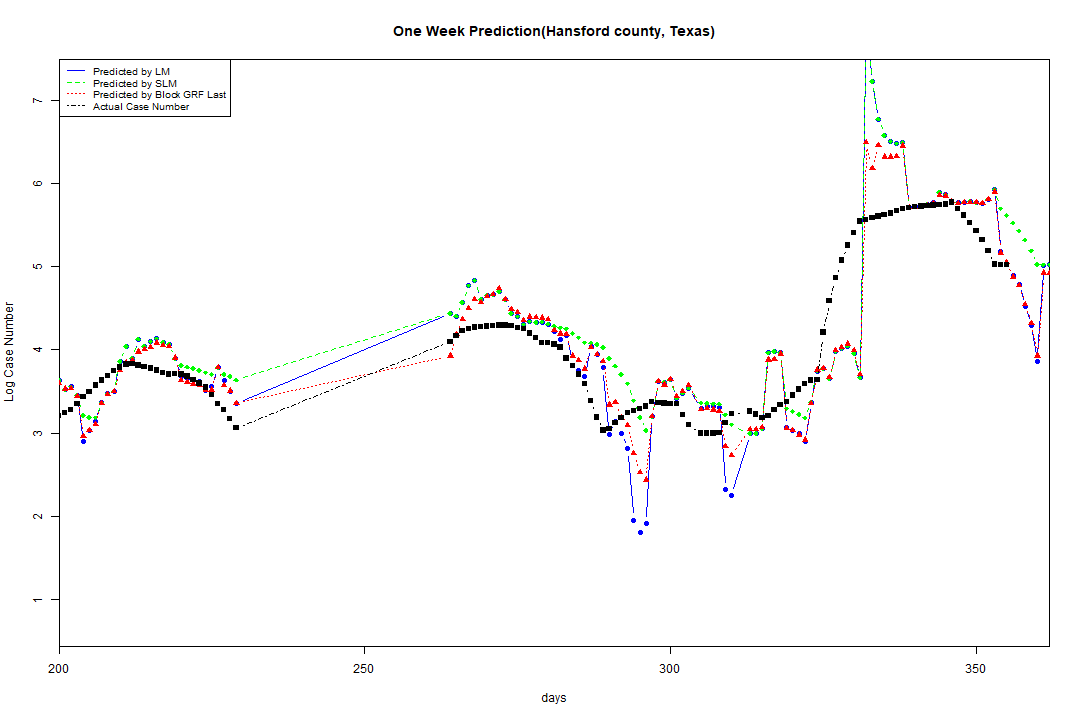 One Week Prediction(Hansford county, Texas)
Predicted by LM
Predicted by SLM
Predicted by Block GRF Last
Actual Case Number
Log Case Number
7
6
5
4
3
2
1
200
250
300
350
days